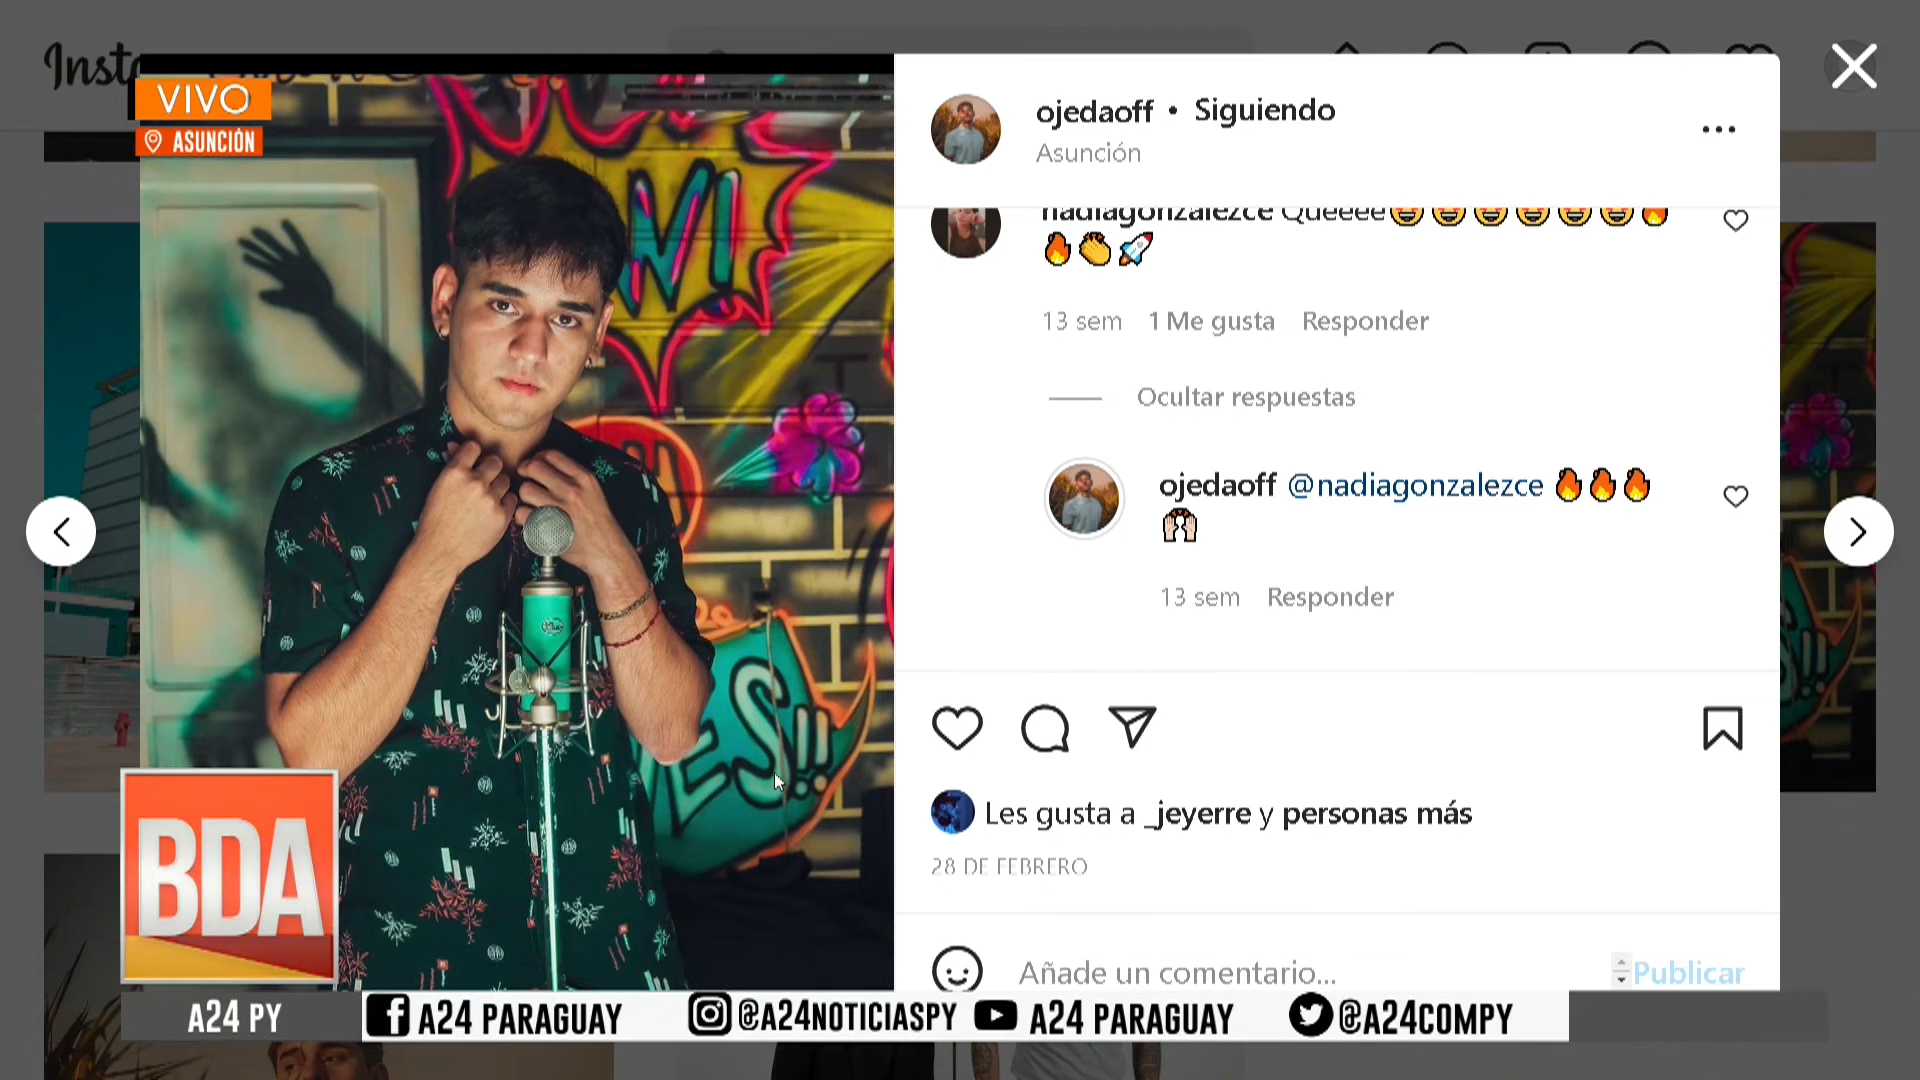 VIVO
ASUNCIÓN
ojedaoff • Siguiendo
Asunción
nadiagonzalezce Queeee😄😄😄😄😄😄🔥
🔥👏🚀
13 sem 1 Me gusta Responder
Ocultar respuestas
ojedaoff @nadiagonzalezce 🔥🔥🔥
🙌🏻
13 sem Responder
Les gusta a _jeyerre y personas más
28 DE FEBRERO
Añade un comentario...
Publicar
BDA
A24 PY
A24 PARAGUAY
@A24NOTICIASPY
A24 PARAGUAY
@A24COMPY